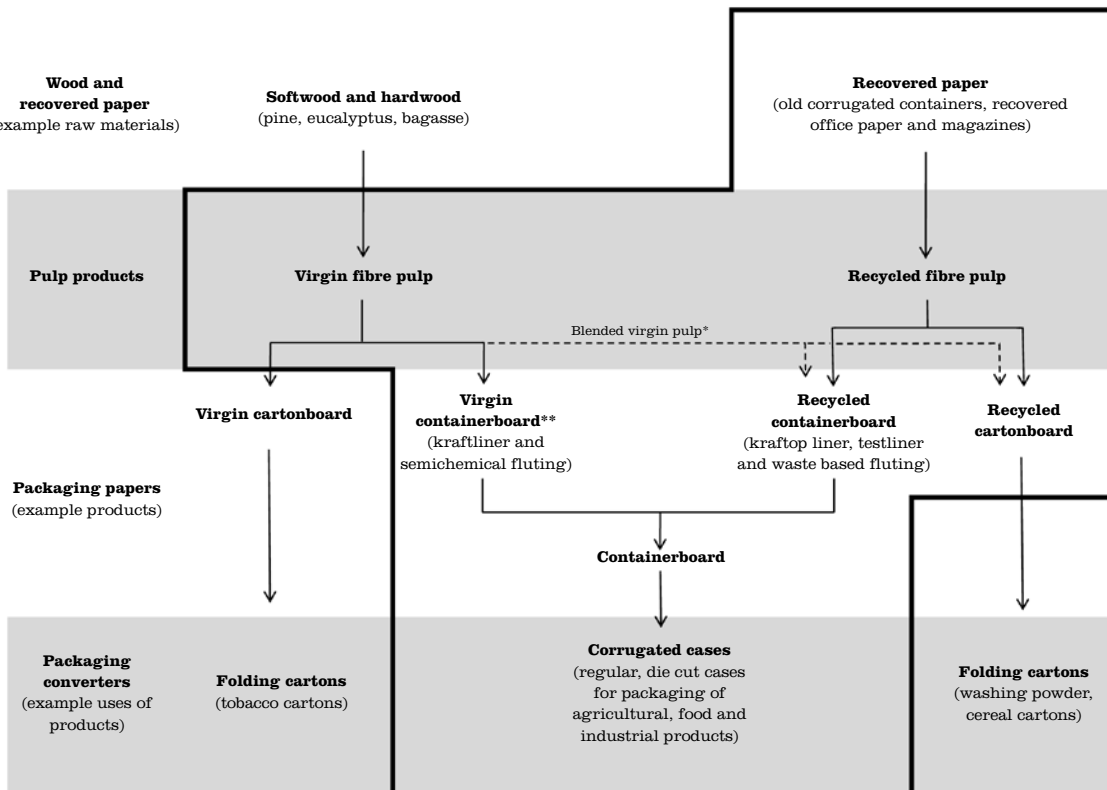 Wood and
recovered paper
(example raw materials)
Softwood and hardwood
(pine, eucalyptus, bagasse)
Recovered paper
(old corrugated containers, recovered
office paper and magazines)
Pulp products
Virgin fibre pulp
Recycled fibre pulp
Blended virgin pulp*
Virgin cartonboard
Virgin
containerboard**
(kraftliner and
semichemical fluting)
Recycled
containerboard
(kraftop liner, testliner
and waste based fluting)
Recycled
cartonboard
Packaging papers
(example products)
Containerboard
Packaging
converters
(example uses of
products)
Folding cartons
(tobacco cartons)
Corrugated cases
(regular, die cut cases
for packaging of
agricultural, food and
industrial products)
Folding cartons
(washing powder,
cereal cartons)